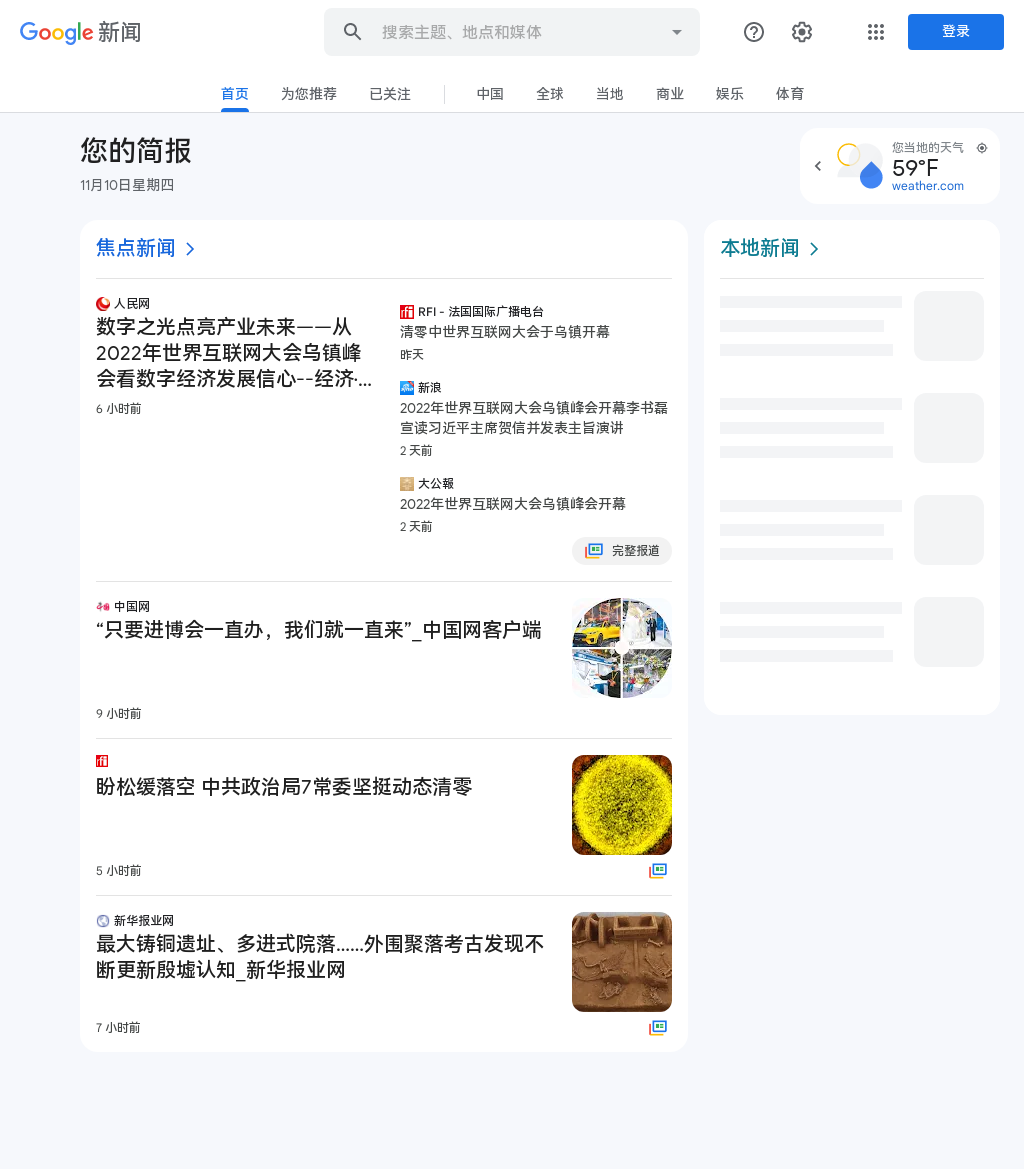 Google 新闻
搜索主题、地点和媒体
登录
首页
为您推荐
已关注
中国
全球
当地
商业
娱乐
体育
您的简报
11月10日星期四
您当地的天气
59°F
weather.com
焦点新闻
人民网
数字之光点亮产业未来——从
2022年世界互联网大会乌镇峰
会看数字经济发展信心--经济·...
6 小时前
RFI - 法国国际广播电台
清零中世界互联网大会于乌镇开幕
昨天
新浪
2022年世界互联网大会乌镇峰会开幕李书磊
宣读习近平主席贺信并发表主旨演讲
2 天前
大公報
2022年世界互联网大会乌镇峰会开幕
2 天前
完整报道
中国网
“只要进博会一直办，我们就一直来”_中国网客户端
9 小时前
盼松缓落空 中共政治局7常委坚挺动态清零
5 小时前
新华报业网
最大铸铜遗址、多进式院落……外围聚落考古发现不
断更新殷墟认知_新华报业网
7 小时前
本地新闻